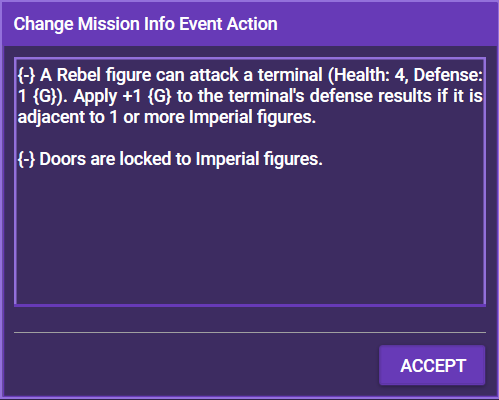 Change Mission Info Event Action
{-} A Rebel figure can attack a terminal (Health: 4, Defense:
1 {G}). Apply +1 {G} to the terminal's defense results if it is
adjacent to 1 or more Imperial figures.
{-} Doors are locked to Imperial figures.
ACCEPT